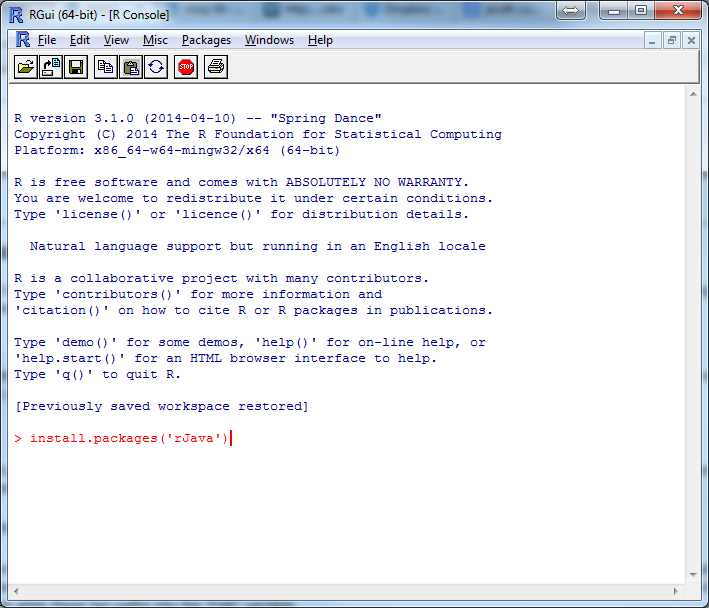 RGui (64-bit) - [R Console]
File Edit View Misc Packages Windows Help
STOP
R version 3.1.0 (2014-04-10) -- "Spring Dance"
Copyright (C) 2014 The R Foundation for Statistical Computing
Platform: x86_64-w64-mingw32/x64 (64-bit)
R is free software and comes with ABSOLUTELY NO WARRANTY.
You are welcome to redistribute it under certain conditions.
Type 'license()' or 'licence()' for distribution details.
Natural language support but running in an English locale
R is a collaborative project with many contributors.
Type 'contributors()' for more information and
'citation()' on how to cite R or R packages in publications.
Type 'demo()' for some demos, 'help()' for on-line help, or
'help.start()' for an HTML browser interface to help.
Type 'q()' to quit R.
[Previously saved workspace restored]
> install.packages('rJava')